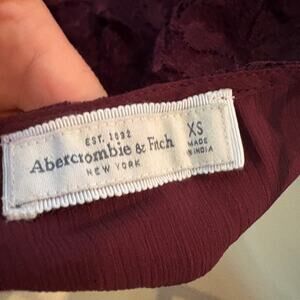 EST. 1892
Abercrombie & Fitch
NEW YORK
XS
MADE
IN INDIA